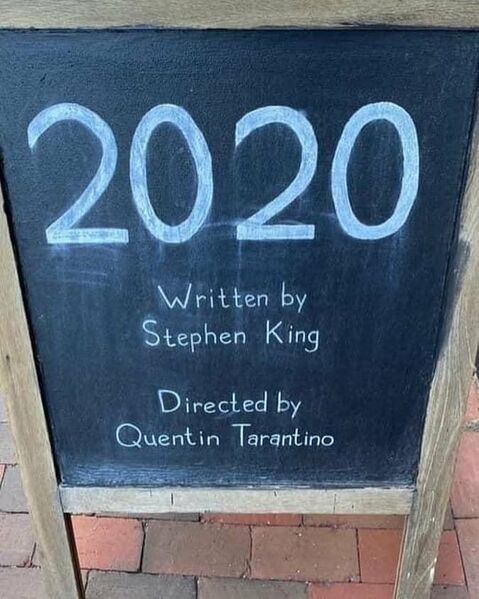 2020
Written by
Stephen King
Directed by
Quentin Tarantino